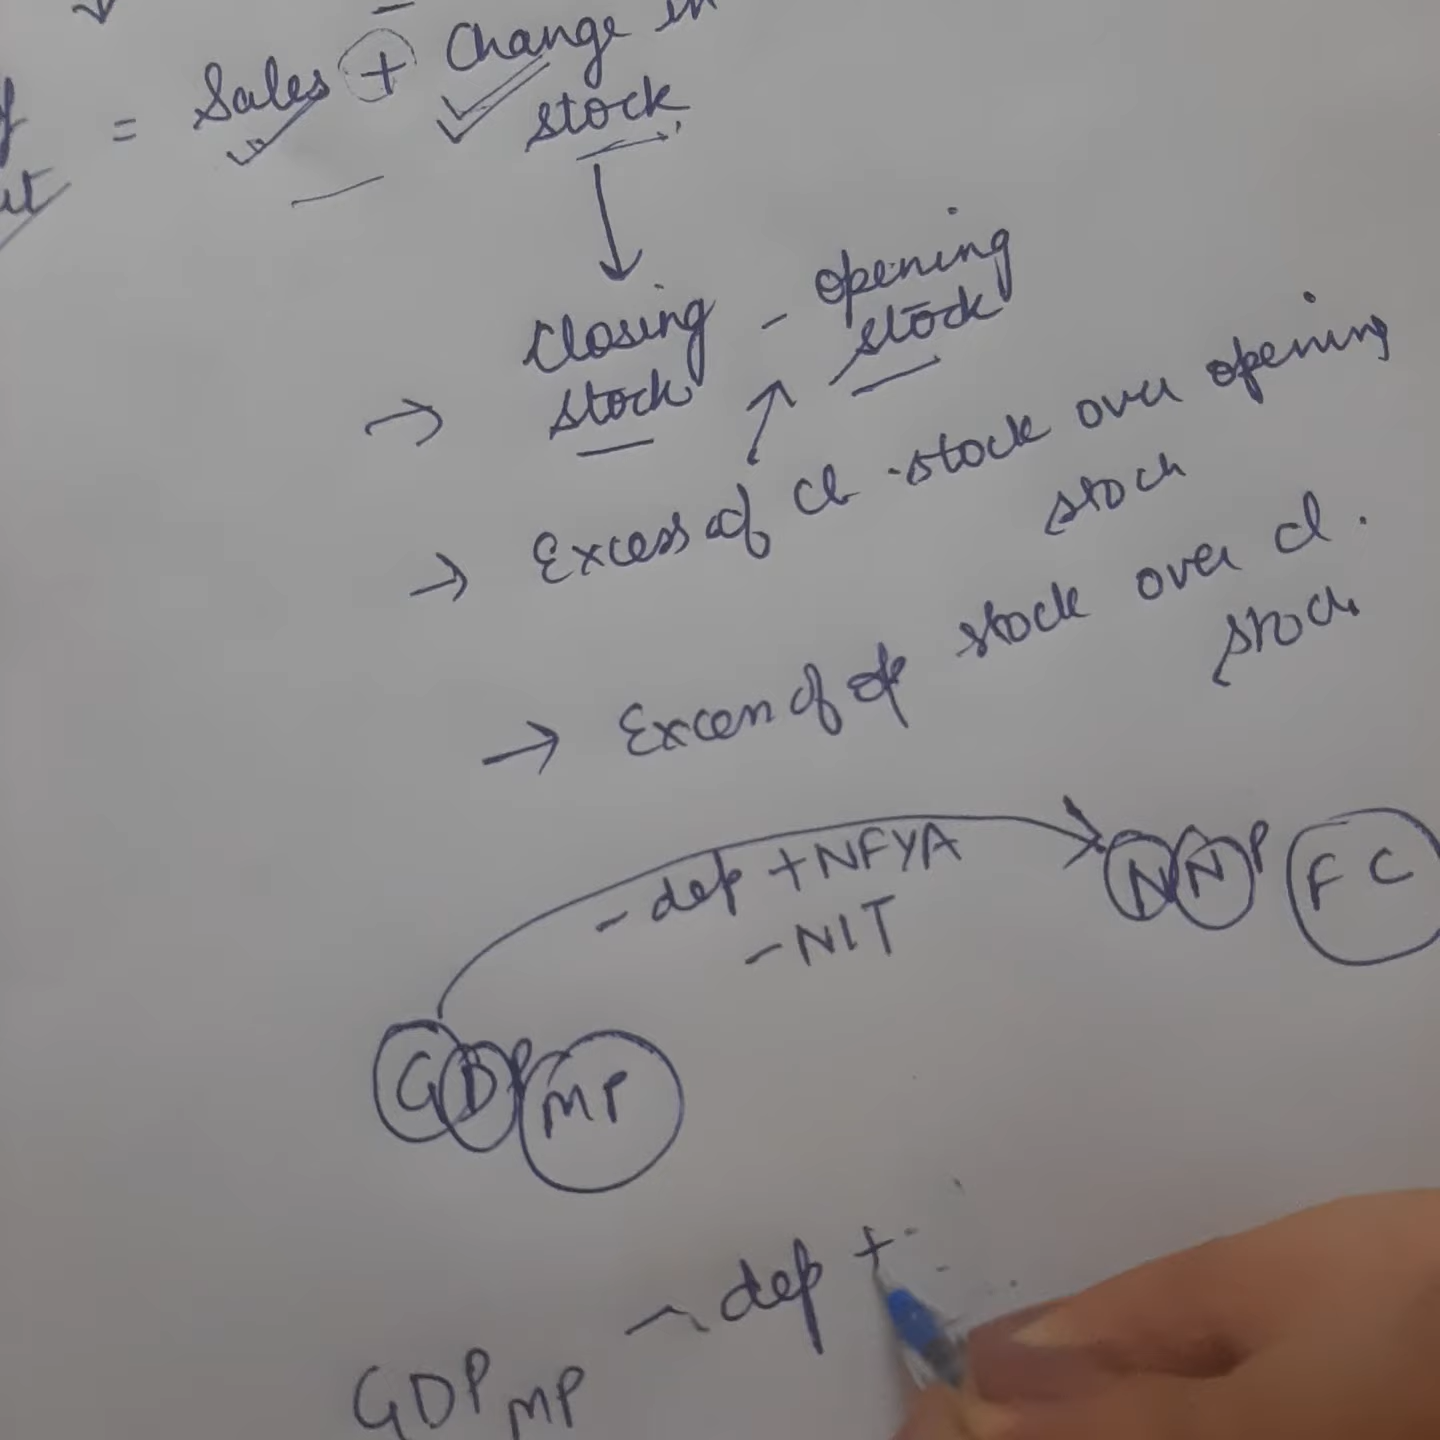 = Sales + Change in
stock
Closing - opening
stock stock
→ Excess of Cl. stock over opening
stock
→ Excess of op stock over cl.
stock
- dep + NFYA
- NIT
NNP FC
GDP MP
GDP MP - dep +